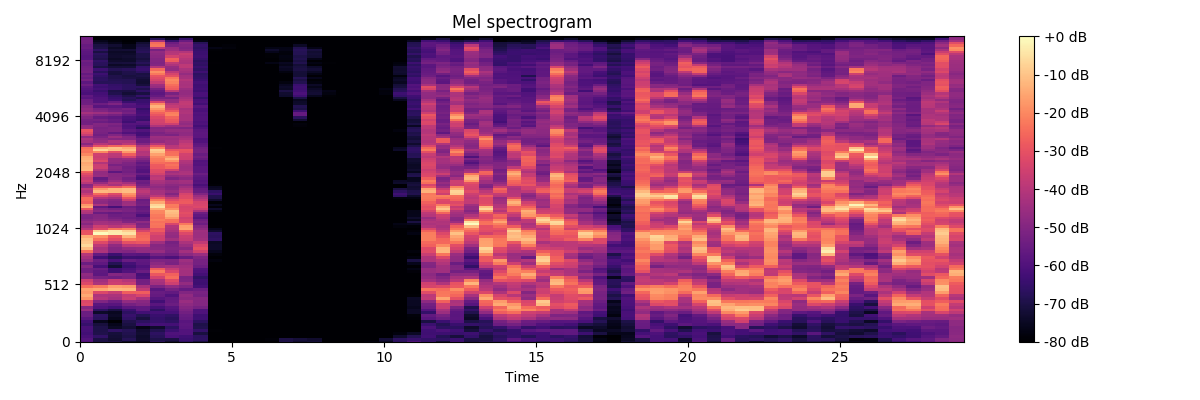 Mel spectrogram
Hz
8192
4096
2048
1024
512
0
0 5 10 15 20 25
Time
+0 dB
-10 dB
-20 dB
-30 dB
-40 dB
-50 dB
-60 dB
-70 dB
-80 dB